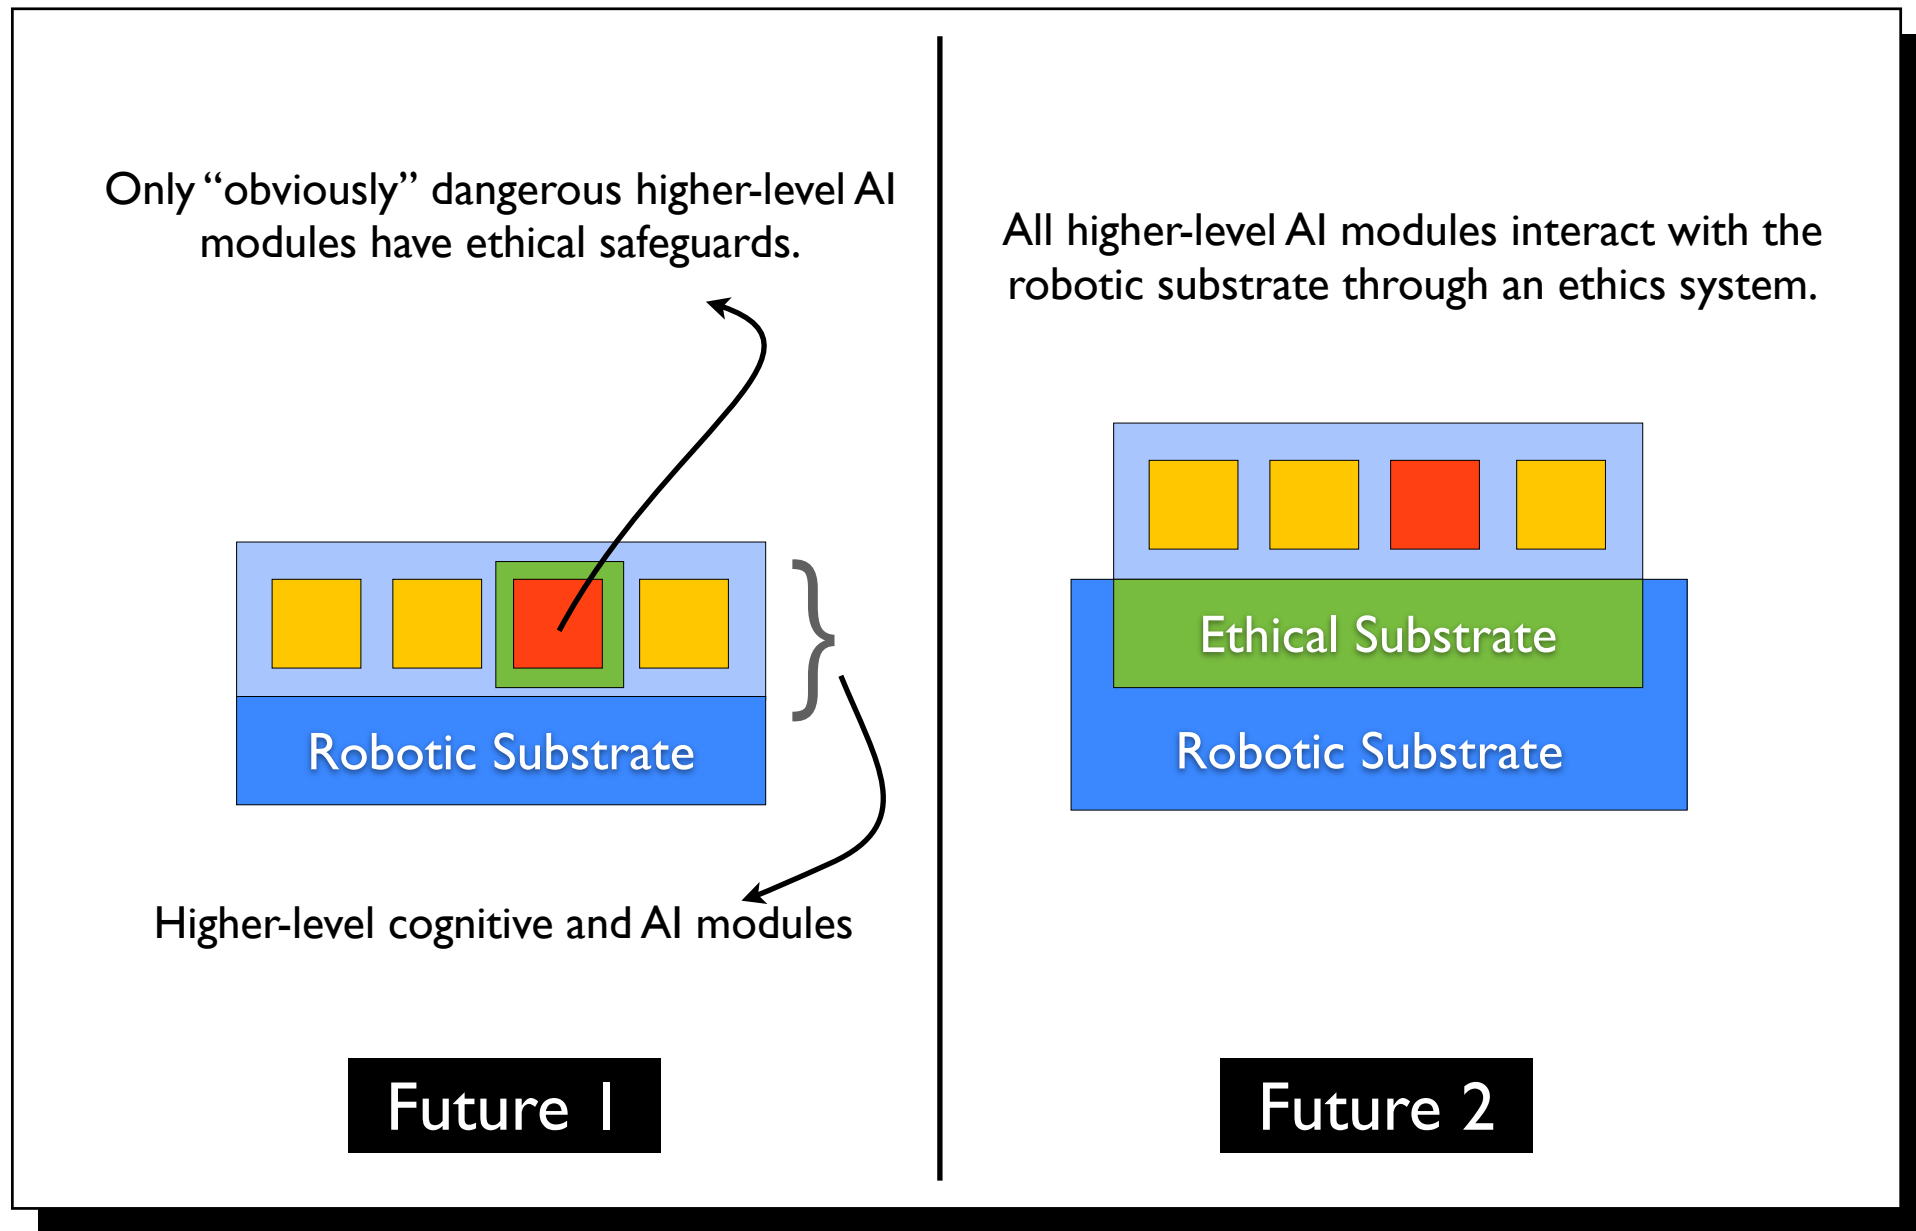 Only “obviously” dangerous higher-level AI
modules have ethical safeguards.
Robotic Substrate
Higher-level cognitive and AI modules
Future 1
All higher-level AI modules interact with the
robotic substrate through an ethics system.
Ethical Substrate
Robotic Substrate
Future 2